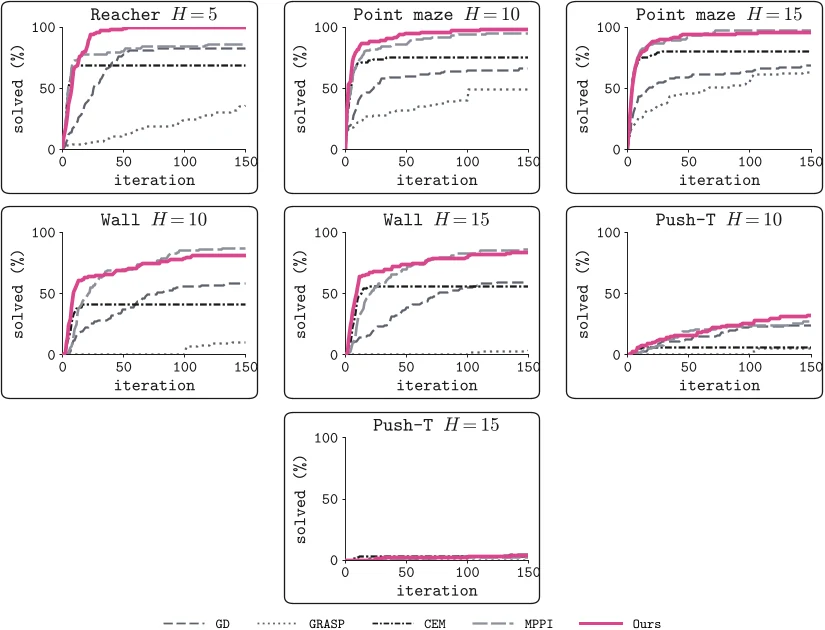 Reacher H = 5
100
50
0
solved (%)
0 50 100 150
iteration
Point maze H = 10
100
50
0
solved (%)
0 50 100 150
iteration
Point maze H = 15
100
50
0
solved (%)
0 50 100 150
iteration
Wall H = 10
100
50
0
solved (%)
0 50 100 150
iteration
Wall H = 15
100
50
0
solved (%)
0 50 100 150
iteration
Push-T H = 10
100
50
0
solved (%)
0 50 100 150
iteration
Push-T H = 15
100
50
0
solved (%)
0 50 100 150
iteration
GD GRASP CEM MPPI Ours